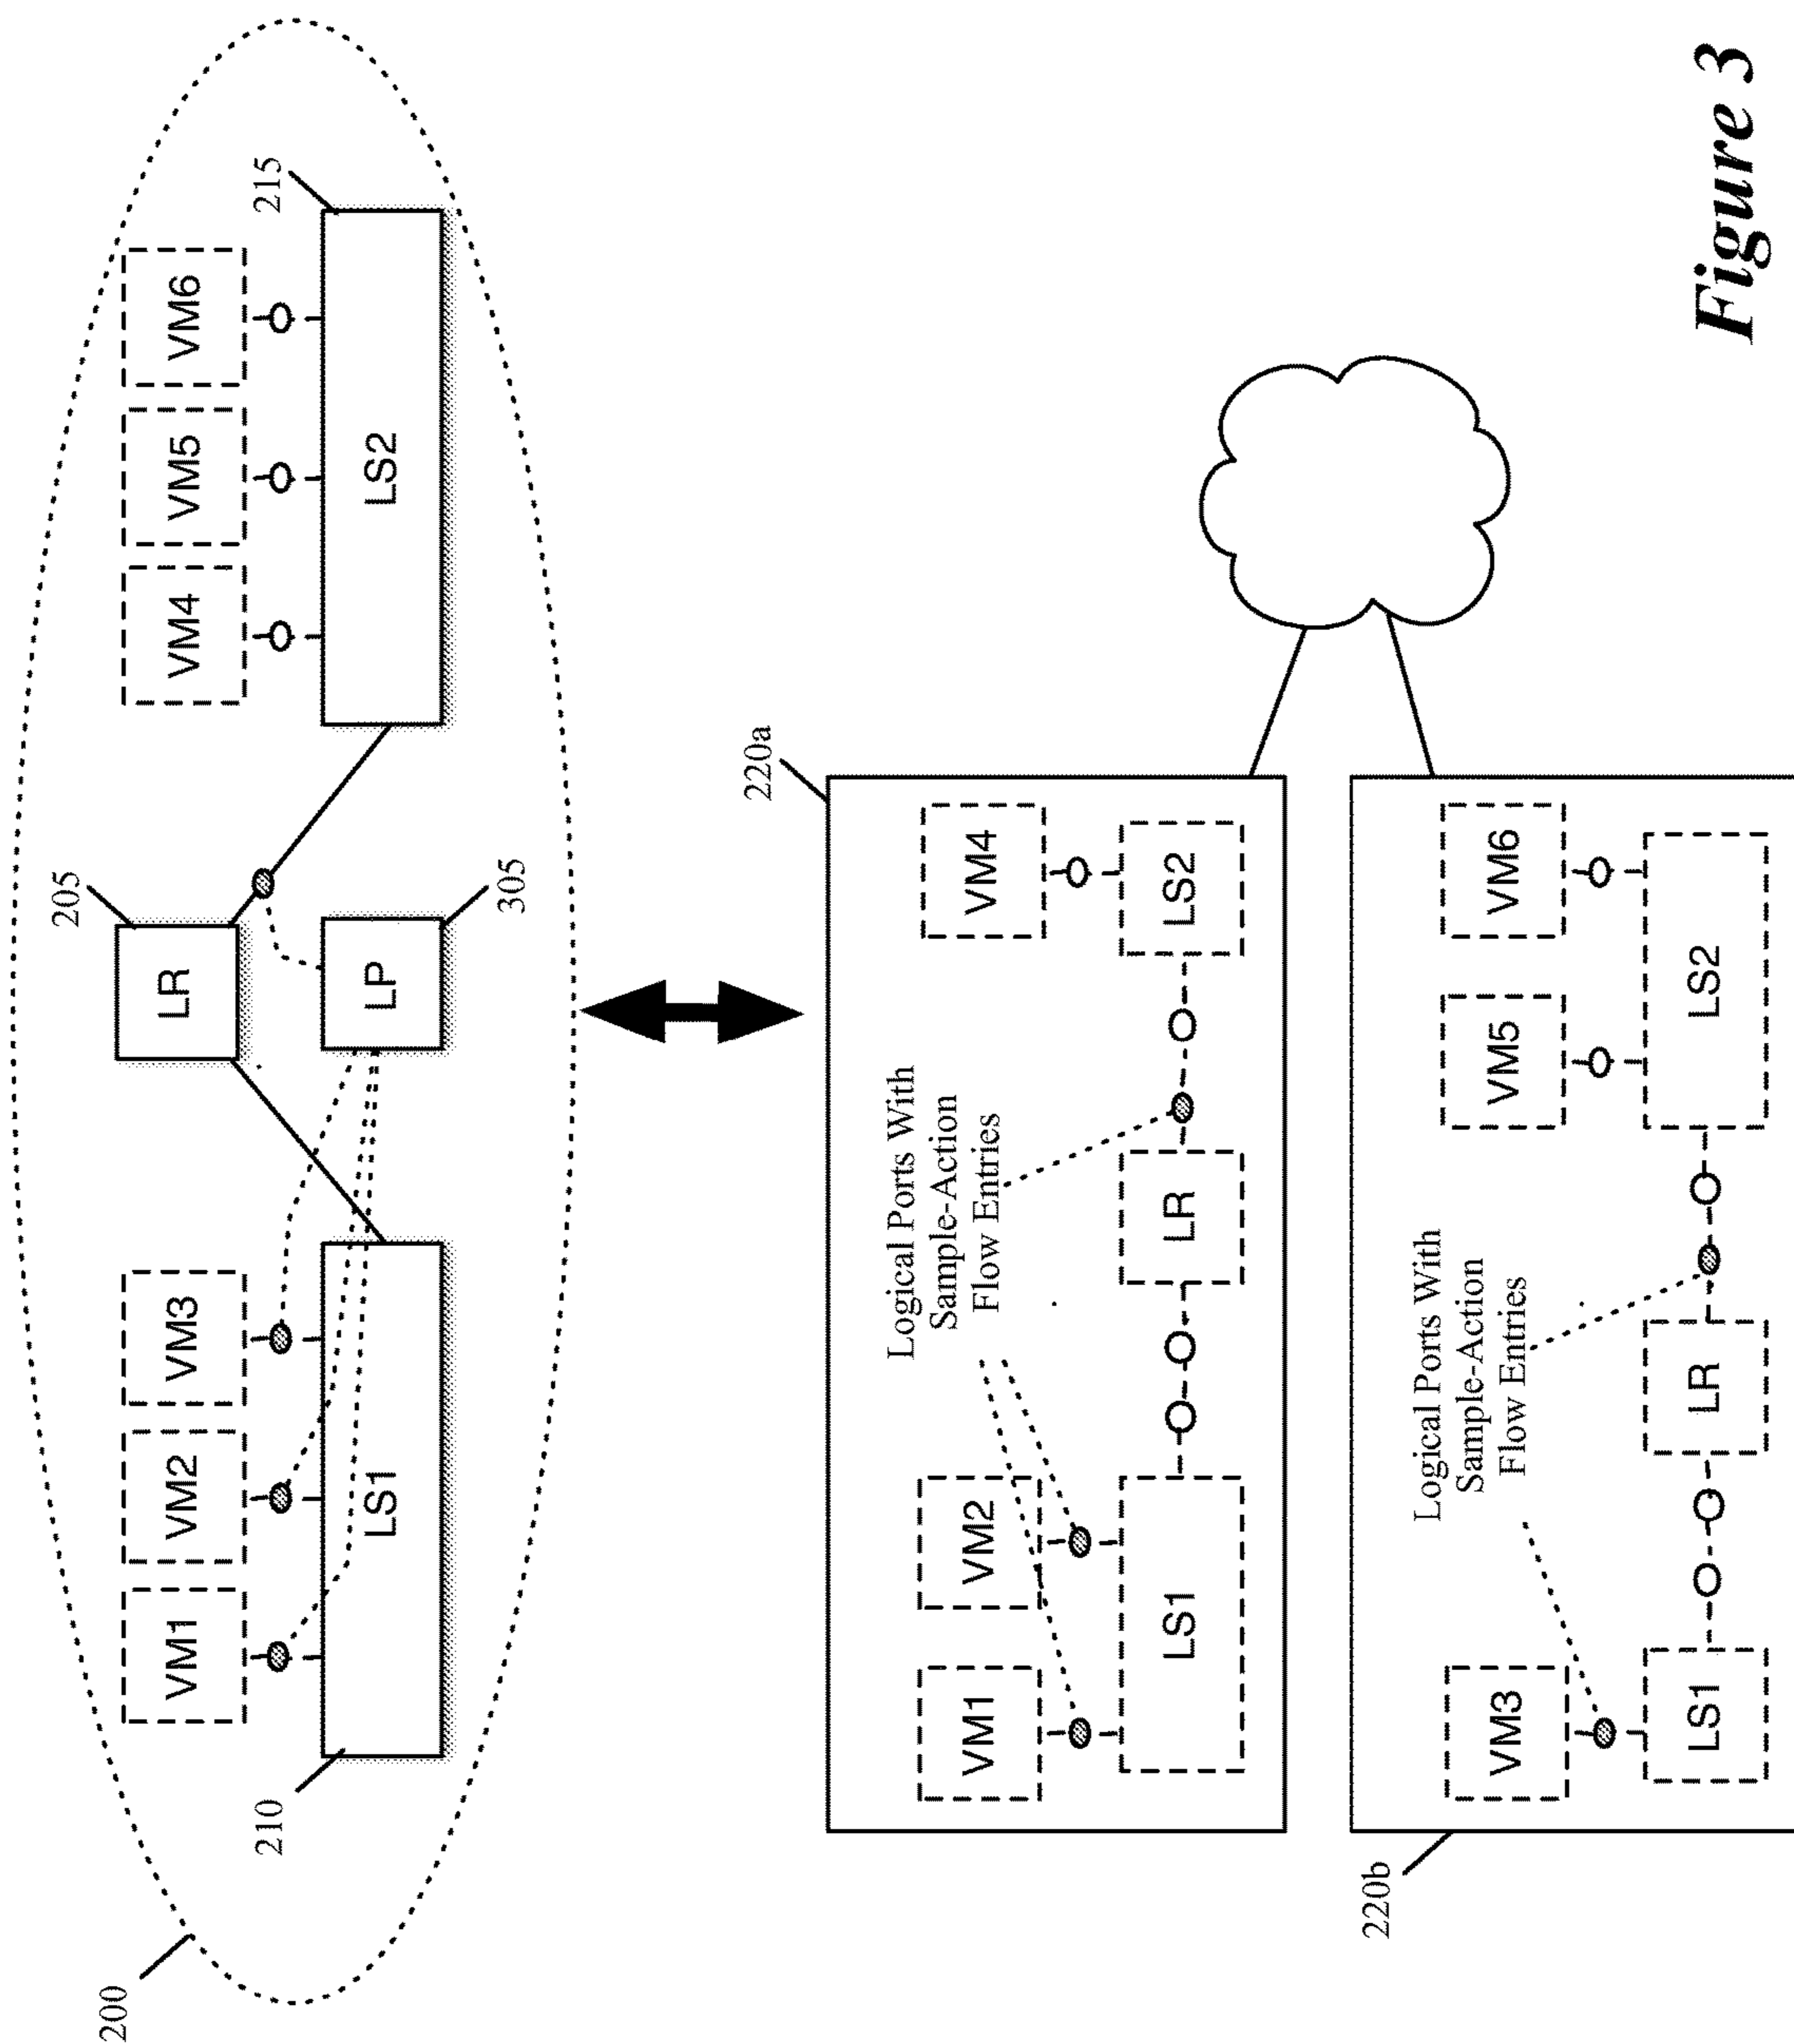 200
205
VM1
VM2
VM3
LR
VM4
VM5
VM6
210
215
LS1
LP
LS2
305
220a
Logical Ports With
Sample-Action
Flow Entries
VM1
VM2
VM4
LS1
LR
LS2
220b
Logical Ports With
Sample-Action
Flow Entries
VM3
VM5
VM6
LS1
LR
LS2
Figure 3